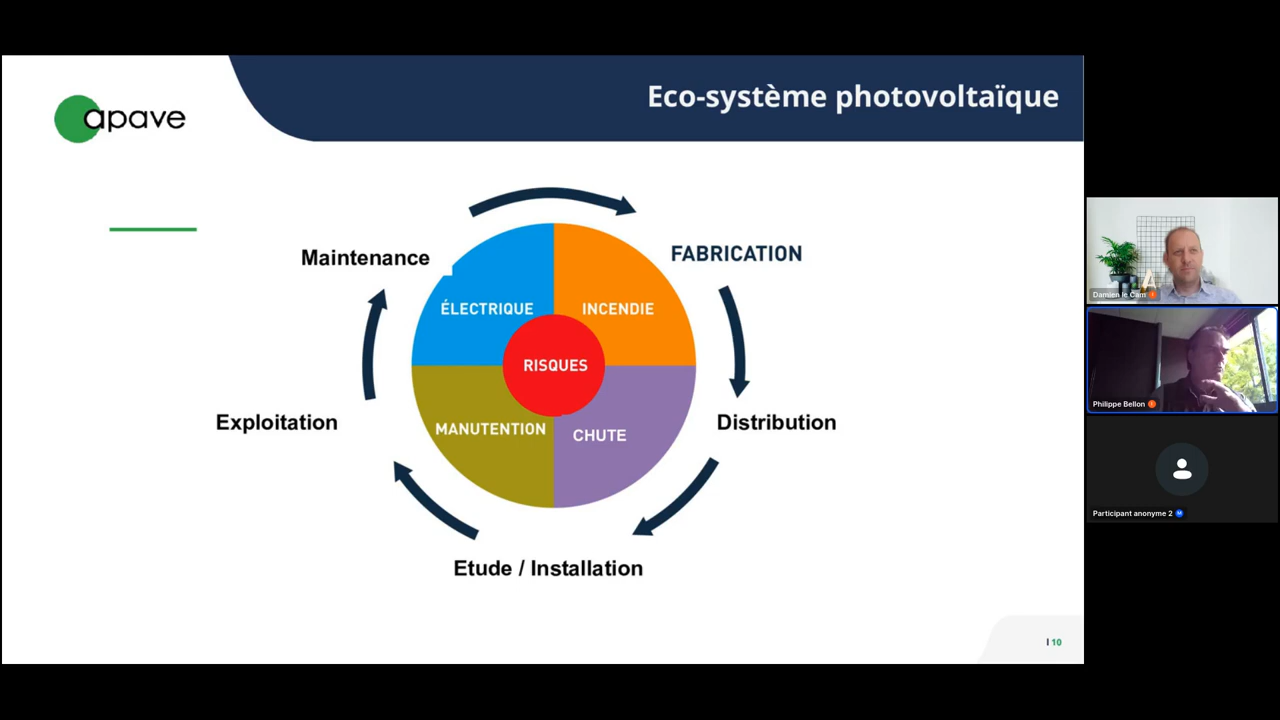 Eco-système photovoltaïque
apave
Maintenance
FABRICATION
ÉLECTRIQUE
INCENDIE
RISQUES
Exploitation
MANUTENTION
CHUTE
Distribution
Etude / Installation
I 10
Damien le Cam
Philippe Bellon
Participant anonyme 2